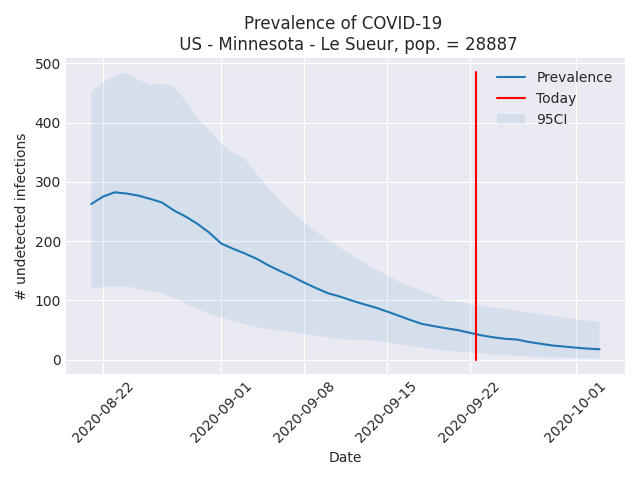 Prevalence of COVID-19
US - Minnesota - Le Sueur, pop. = 28887
# undetected infections
500
400
300
200
100
0
Prevalence
Today
95CI
2020-08-22
2020-09-01
2020-09-08
2020-09-15
2020-09-22
2020-10-01
Date